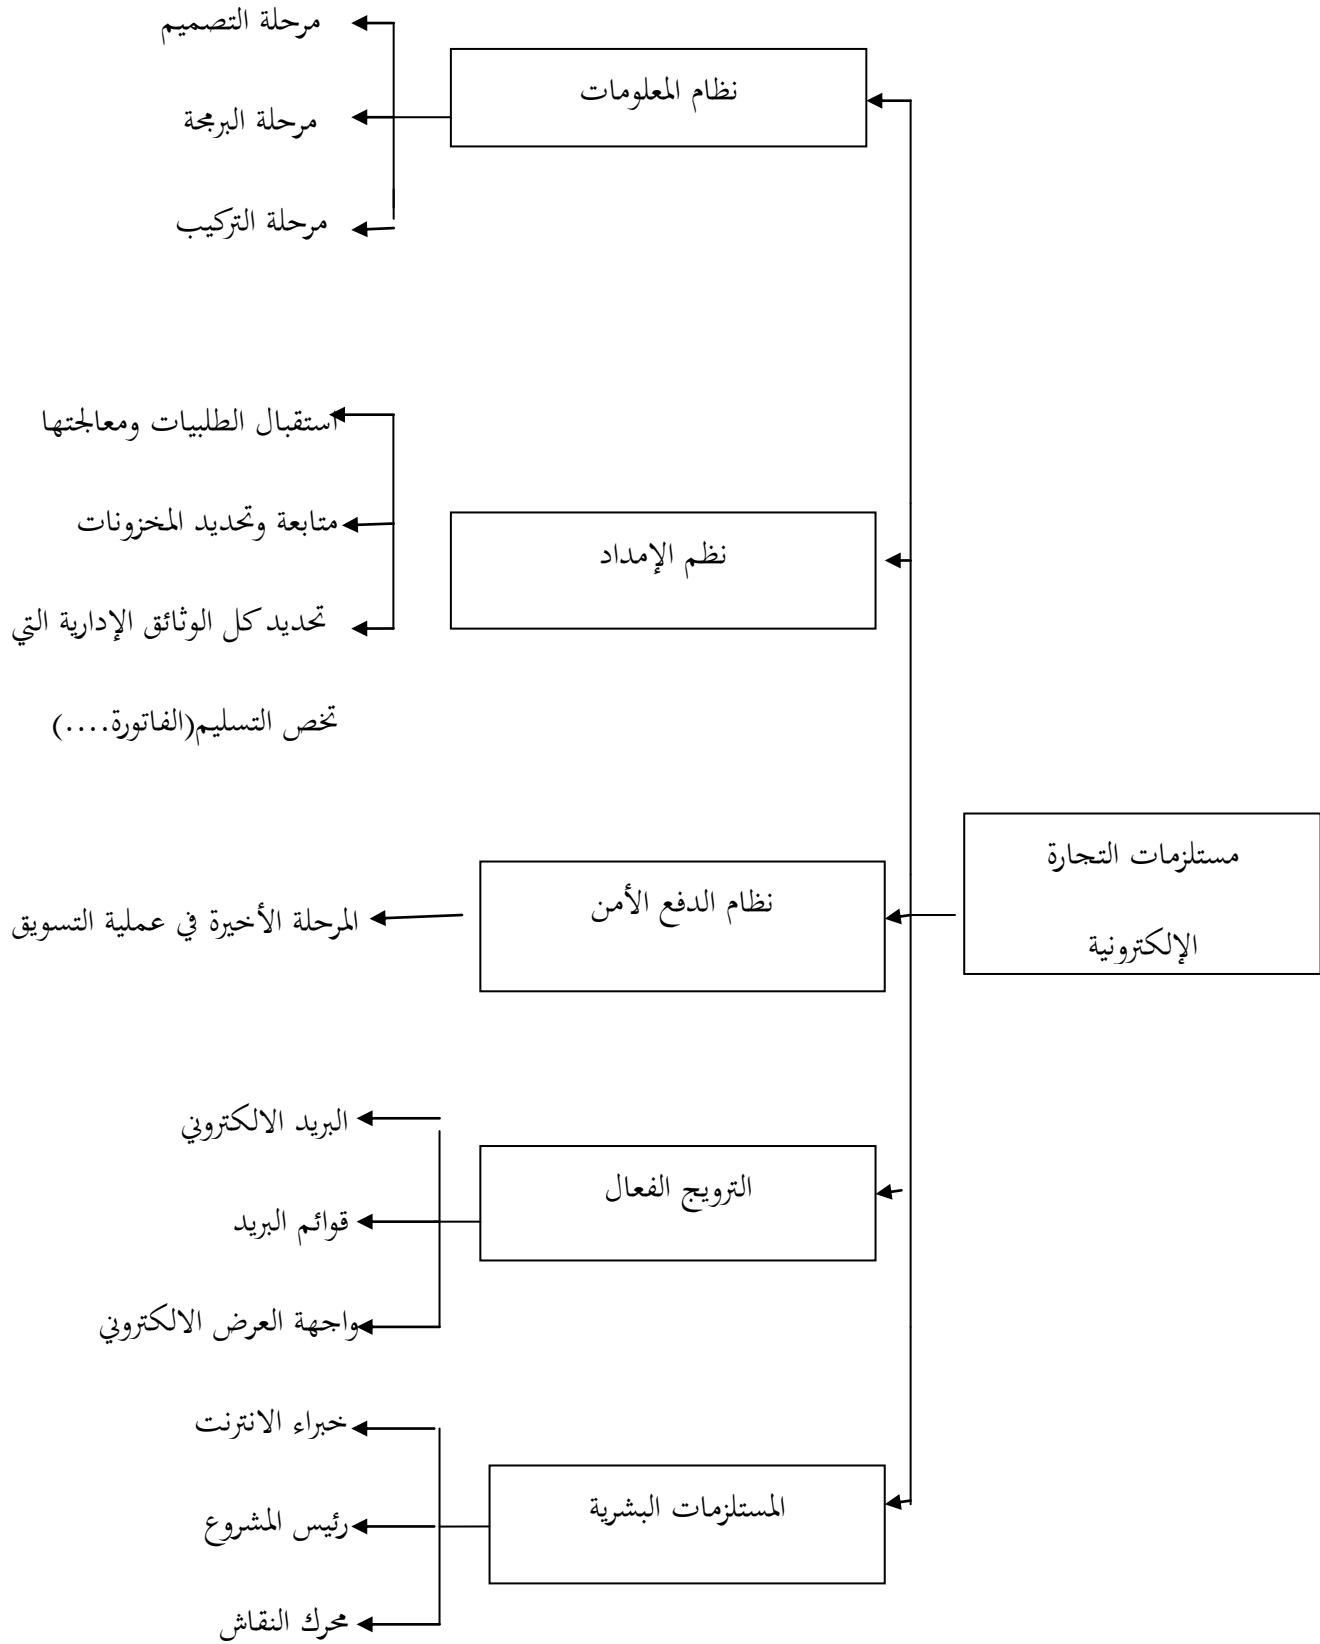 مرحلة التصميم
نظام المعلومات
مرحلة البرمجة
مرحلة التركيب
استقبال الطلبيات ومعالجتها
متابعة وتحديد المخزونات
نظم الإمداد
تحديد كل الوثائق الإدارية التي
تخص التسليم(الفاتورة....)
مستلزمات التجارة
الإلكترونية
نظام الدفع الأمن
المرحلة الأخيرة في عملية التسويق
البريد الالكتروني
الترويج الفعال
قوائم البريد
واجهة العرض الالكتروني
خبراء الانترنت
المستلزمات البشرية
رئيس المشروع
محرك النقاش